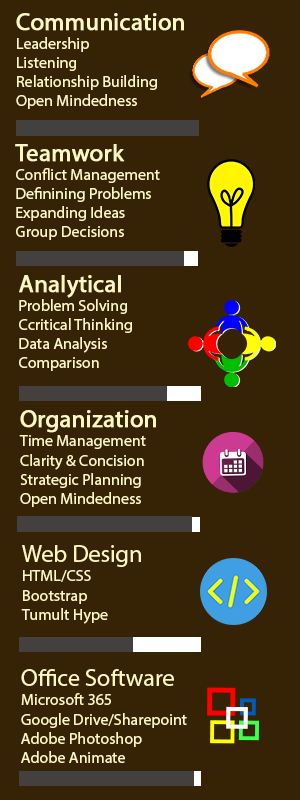 Communication
Leadership
Listening
Relationship Building
Open Mindedness
Teamwork
Conflict Management
Definining Problems
Expanding Ideas
Group Decisions
Analytical
Problem Solving
Ccritical Thinking
Data Analysis
Comparison
Organization
Time Management
Clarity & Concision
Strategic Planning
Open Mindedness
Web Design
HTML/CSS
Bootstrap
Tumult Hype
</>
Office Software
Microsoft 365
Google Drive/Sharepoint
Adobe Photoshop
Adobe Animate